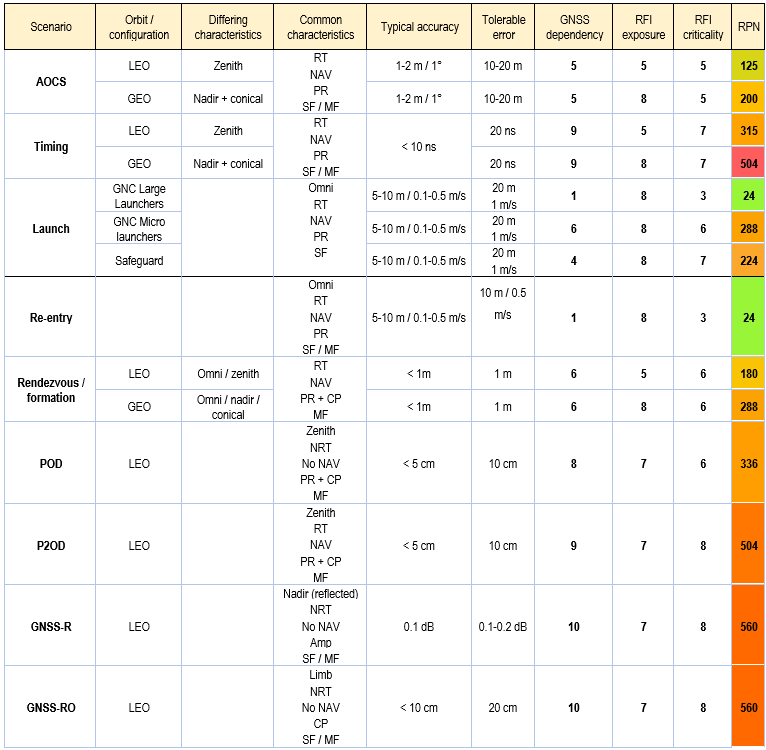 Scenario
Orbit /
configuration
Differing
characteristics
Common
characteristics
Typical accuracy
Tolerable
error
GNSS
dependency
RFI
exposure
RFI
criticality
RPN
AOCS
LEO
Zenith
RT
NAV
PR
SF / MF
1-2 m / 1°
10-20 m
5
5
5
125
GEO
Nadir + conical
1-2 m / 1°
10-20 m
5
8
5
200
Timing
LEO
Zenith
RT
NAV
PR
SF / MF
< 10 ns
20 ns
9
5
7
315
GEO
Nadir + conical
20 ns
9
8
7
504
Launch
GNC Large
Launchers
Omni
RT
NAV
PR
SF
5-10 m / 0.1-0.5 m/s
20 m
1 m/s
1
8
3
24
GNC Micro
launchers
5-10 m / 0.1-0.5 m/s
20 m
1 m/s
6
8
6
288
Safeguard
5-10 m / 0.1-0.5 m/s
20 m
1 m/s
4
8
7
224
Re-entry
Omni
RT
NAV
PR
SF / MF
5-10 m / 0.1-0.5 m/s
10 m / 0.5
m/s
1
8
3
24
Rendezvous /
formation
LEO
Omni / zenith
RT
NAV
PR + CP
MF
< 1m
1 m
6
5
6
180
GEO
Omni / nadir /
conical
< 1m
1 m
6
8
6
288
POD
LEO
Zenith
NRT
No NAV
PR + CP
MF
< 5 cm
10 cm
8
7
6
336
P2OD
LEO
Zenith
RT
NAV
PR + CP
MF
< 5 cm
10 cm
9
7
8
504
GNSS-R
LEO
Nadir (reflected)
NRT
No NAV
Amp
SF / MF
0.1 dB
0.1-0.2 dB
10
7
8
560
GNSS-RO
LEO
Limb
NRT
No NAV
CP
SF / MF
< 10 cm
20 cm
10
7
8
560